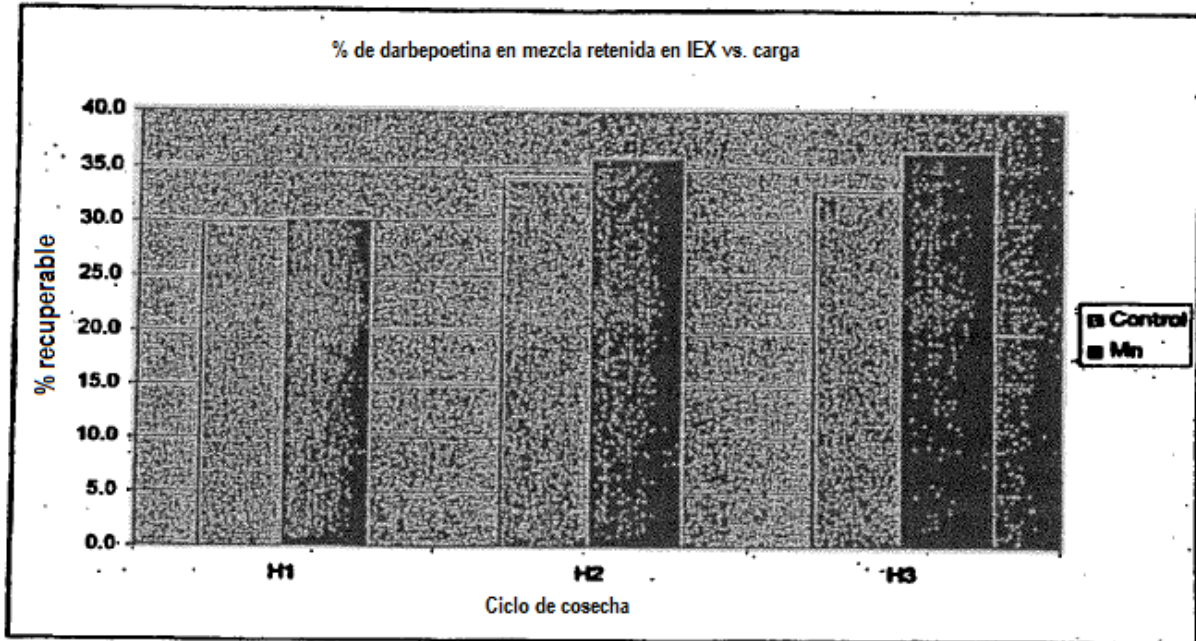 % de darbepoetina en mezcla retenida en IEX vs. carga
40.0
35.0
30.0
25.0
20.0
15.0
10.0
5.0
0.0
% recuperable
H1
H2
H3
Ciclo de cosecha
Control
Mn